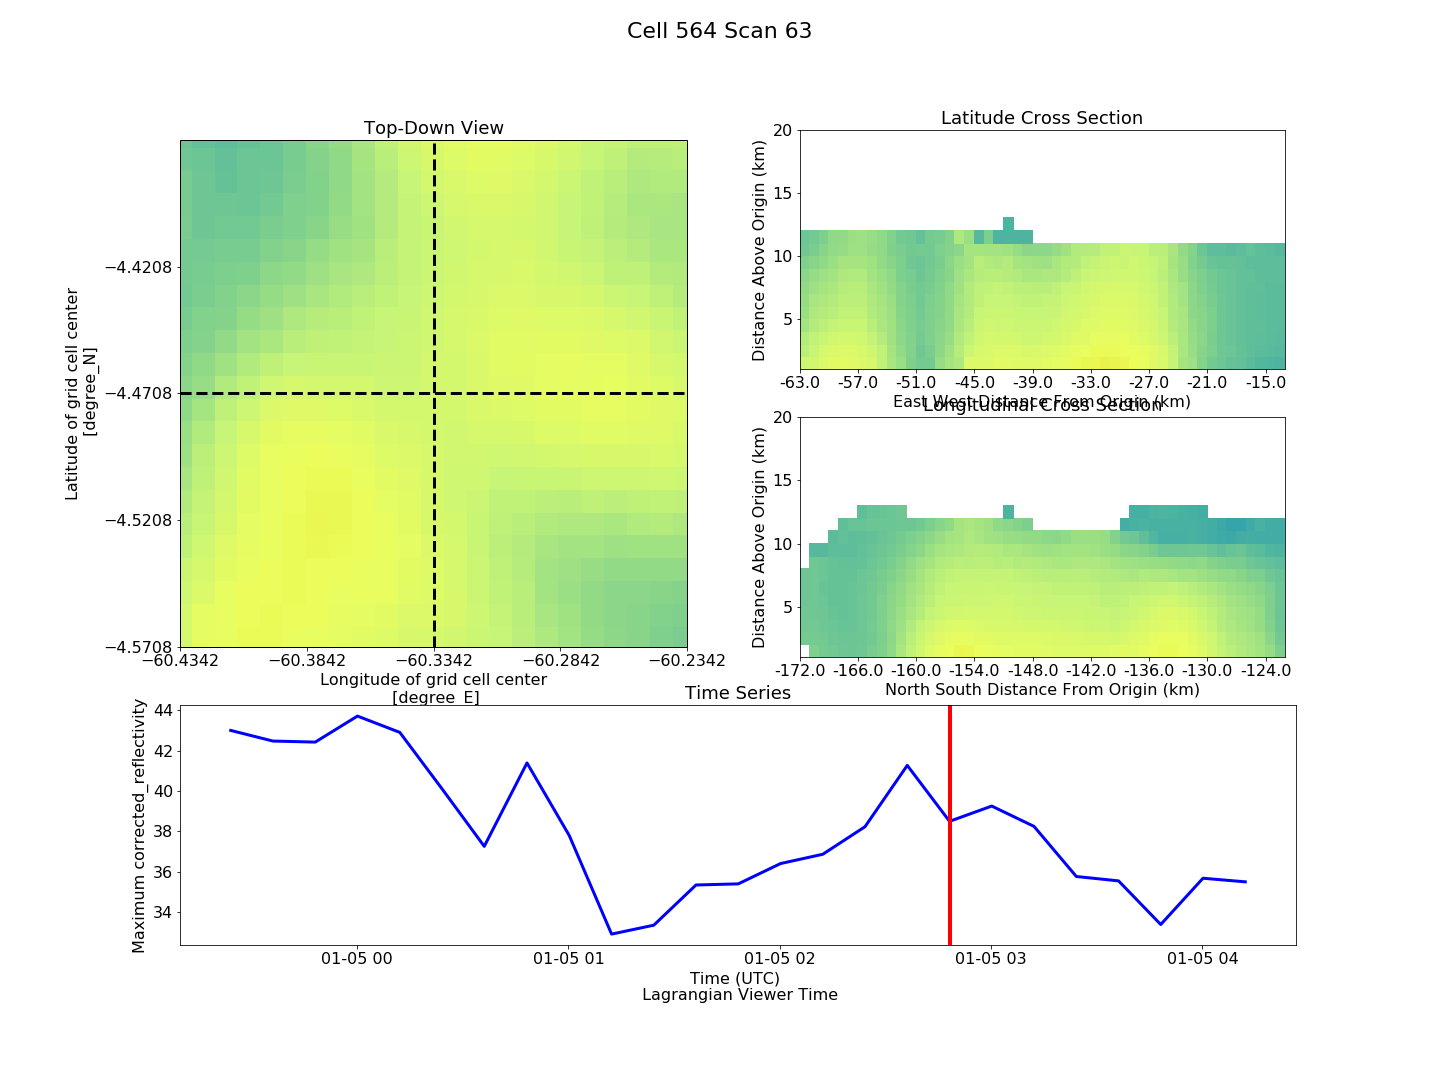 Cell 564 Scan 63
Top-Down View
−4.4208
−4.4708
−4.5208
−4.5708
Latitude of grid cell center
[degree_N]
−60.4342 −60.3842 −60.3342 −60.2842 −60.2342
Longitude of grid cell center
[degree_E]
Latitude Cross Section
20
15
10
5
Distance Above Origin (km)
-63.0 -57.0 -51.0 -45.0 -39.0 -33.0 -27.0 -21.0 -15.0
East West Distance From Origin (km)
Longitudinal Cross Section
20
15
10
5
Distance Above Origin (km)
-172.0 -166.0 -160.0 -154.0 -148.0 -142.0 -136.0 -130.0 -124.0
North South Distance From Origin (km)
Time Series
44
42
40
38
36
34
Maximum corrected_reflectivity
01-05 00 01-05 01 01-05 02 01-05 03 01-05 04
Time (UTC)
Lagrangian Viewer Time